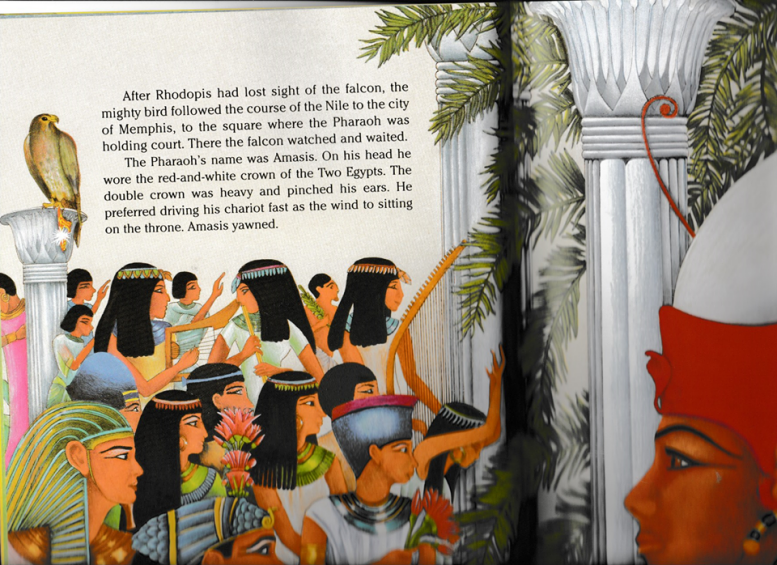 After Rhodopis had lost sight of the falcon, the
mighty bird followed the course of the Nile to the city
of Memphis, to the square where the Pharaoh was
holding court. There the falcon watched and waited.
The Pharaoh's name was Amasis. On his head he
wore the red-and-white crown of the Two Egypts. The
double crown was heavy and pinched his ears. He
preferred driving his chariot fast as the wind to sitting
on the throne. Amasis yawned.